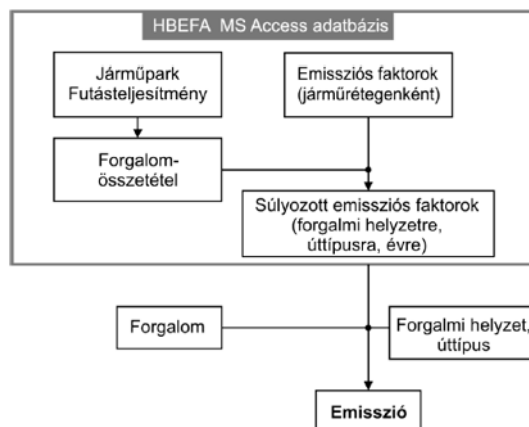 HBEFA MS Access adatbázis
Járműpark
Futásteljesítmény
Emissziós faktorok
(járműrétegenként)
Forgalom-
összetétel
Súlyozott emissziós faktorok
(forgalmi helyzetre,
úttípusra, évre)
Forgalom
Forgalmi helyzet,
úttípus
Emisszió